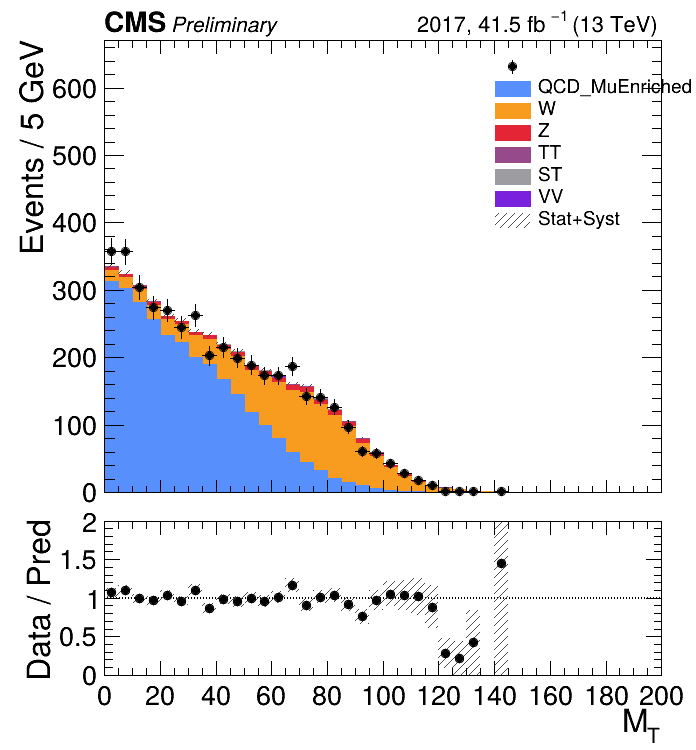 CMS Preliminary 2017, 41.5 fb⁻¹ (13 TeV)
Events / 5 GeV
600
500
400
300
200
100
0
QCD_MuEnriched
W
Z
TT
ST
VV
Stat+Syst
Data / Pred
2
1.5
1
0.5
0
0 20 40 60 80 100 120 140 160 180 200
M_T